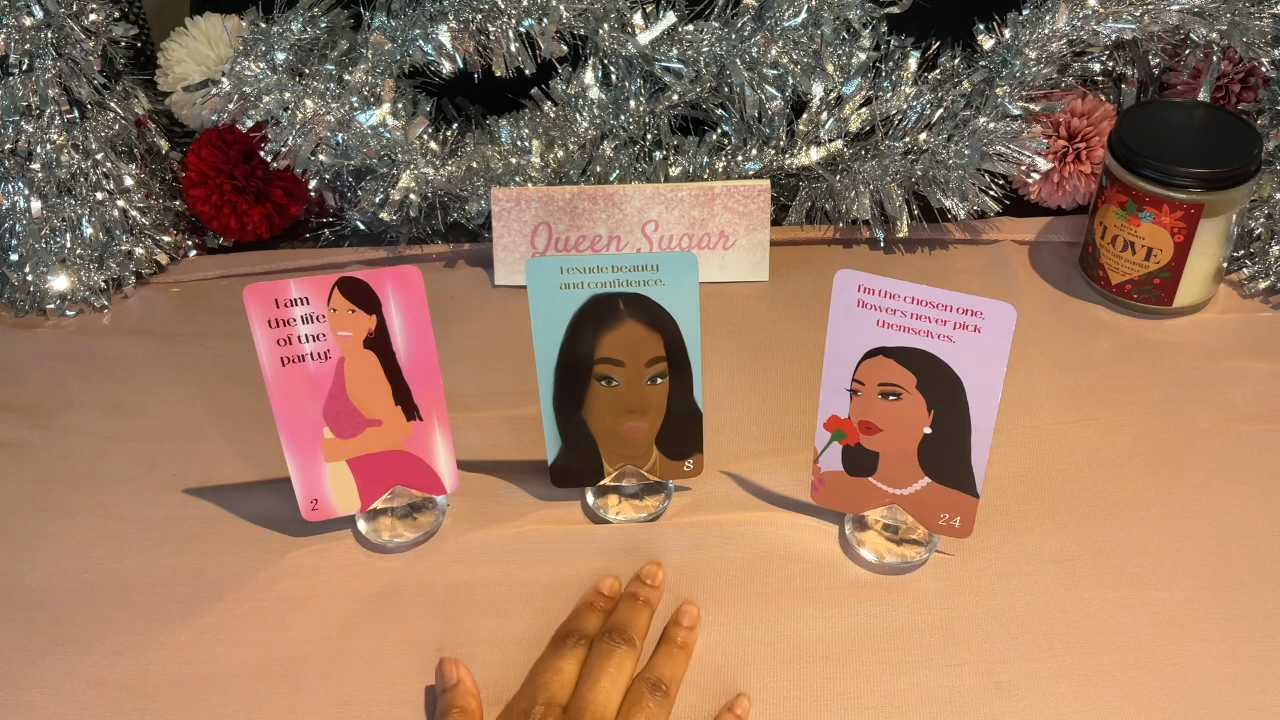 Queen Sugar
I am
the life
of the
party!
2
I exude beauty
and confidence.
8
I'm the chosen one,
flowers never pick
themselves.
24
LOVE